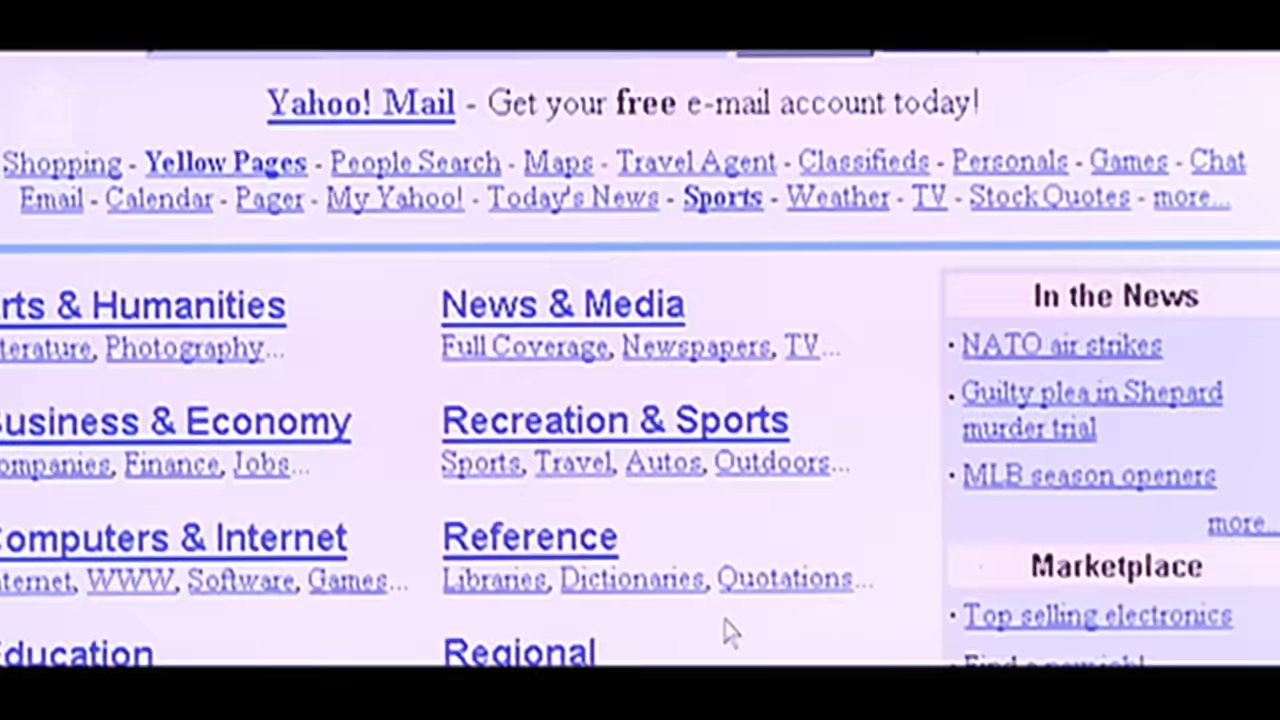 Yahoo! Mail - Get your free e-mail account today!
Shopping - Yellow Pages - People Search - Maps - Travel Agent - Classifieds - Personals - Games - Chat
Email - Calendar - Pager - My Yahoo! - Today's News - Sports - Weather - TV - Stock Quotes - more...
rts & Humanities
terature, Photography...
usiness & Economy
ompanies, Finance, Jobs...
omputers & Internet
nternet, WWW, Software, Games...
ducation
News & Media
Full Coverage, Newspapers, TV...
Recreation & Sports
Sports, Travel, Autos, Outdoors...
Reference
Libraries, Dictionaries, Quotations...
Regional
In the News
· NATO air strikes
· Guilty plea in Shepard
murder trial
· MLB season openers
more...
Marketplace
· Top selling electronics
· Find a new job!